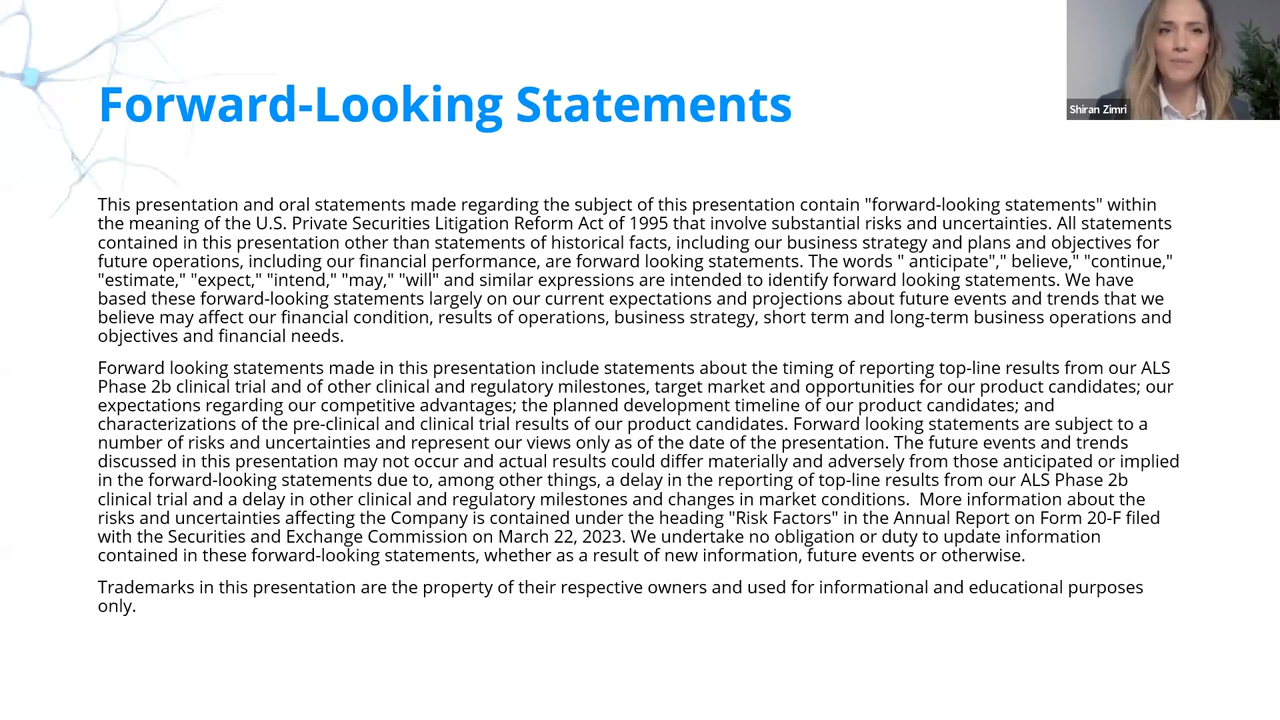 Forward-Looking Statements
Shiran Zimri
This presentation and oral statements made regarding the subject of this presentation contain "forward-looking statements" within
the meaning of the U.S. Private Securities Litigation Reform Act of 1995 that involve substantial risks and uncertainties. All statements
contained in this presentation other than statements of historical facts, including our business strategy and plans and objectives for
future operations, including our financial performance, are forward looking statements. The words " anticipate"," believe," "continue,"
"estimate," "expect," "intend," "may," "will" and similar expressions are intended to identify forward looking statements. We have
based these forward-looking statements largely on our current expectations and projections about future events and trends that we
believe may affect our financial condition, results of operations, business strategy, short term and long-term business operations and
objectives and financial needs.
Forward looking statements made in this presentation include statements about the timing of reporting top-line results from our ALS
Phase 2b clinical trial and of other clinical and regulatory milestones, target market and opportunities for our product candidates; our
expectations regarding our competitive advantages; the planned development timeline of our product candidates; and
characterizations of the pre-clinical and clinical trial results of our product candidates. Forward looking statements are subject to a
number of risks and uncertainties and represent our views only as of the date of the presentation. The future events and trends
discussed in this presentation may not occur and actual results could differ materially and adversely from those anticipated or implied
in the forward-looking statements due to, among other things, a delay in the reporting of top-line results from our ALS Phase 2b
clinical trial and a delay in other clinical and regulatory milestones and changes in market conditions.  More information about the
risks and uncertainties affecting the Company is contained under the heading "Risk Factors" in the Annual Report on Form 20-F filed
with the Securities and Exchange Commission on March 22, 2023. We undertake no obligation or duty to update information
contained in these forward-looking statements, whether as a result of new information, future events or otherwise.
Trademarks in this presentation are the property of their respective owners and used for informational and educational purposes
only.